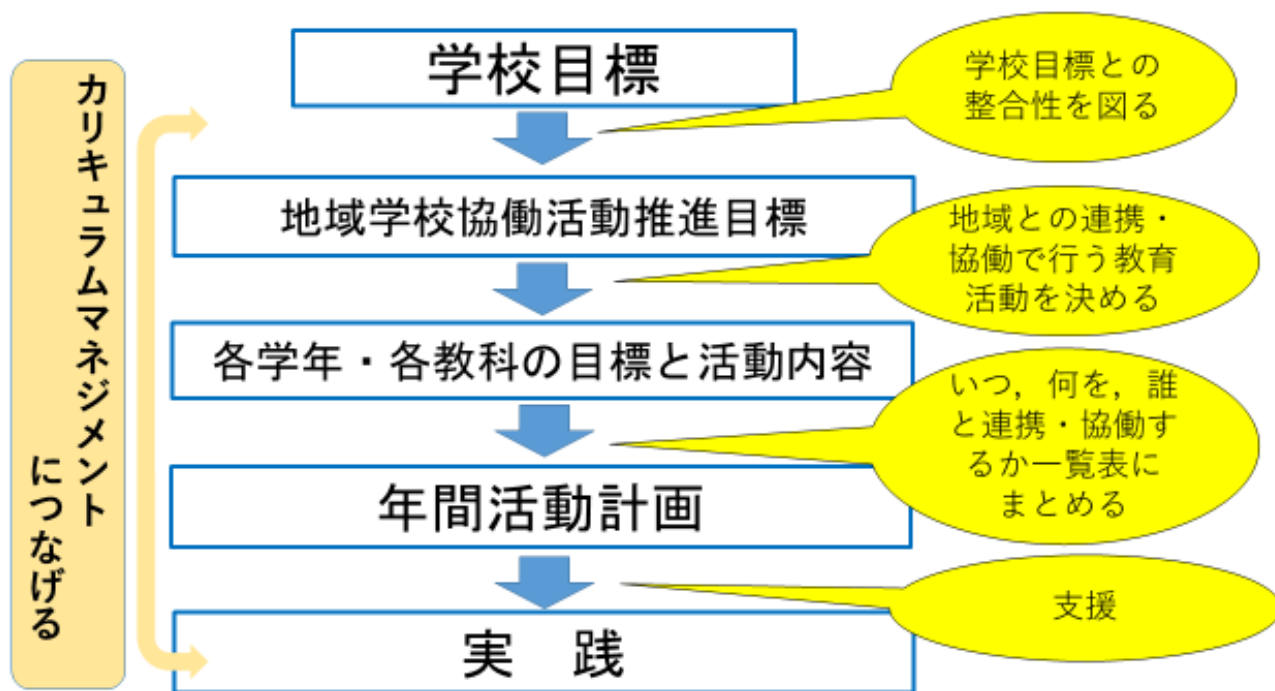 カリキュラムマネジメント
につなげる
学校目標
学校目標との
整合性を図る
地域学校協働活動推進目標
地域との連携・
協働で行う教育
活動を決める
各学年・各教科の目標と活動内容
いつ，何を，誰
と連携・協働す
るか一覧表に
まとめる
年間活動計画
支援
実　践